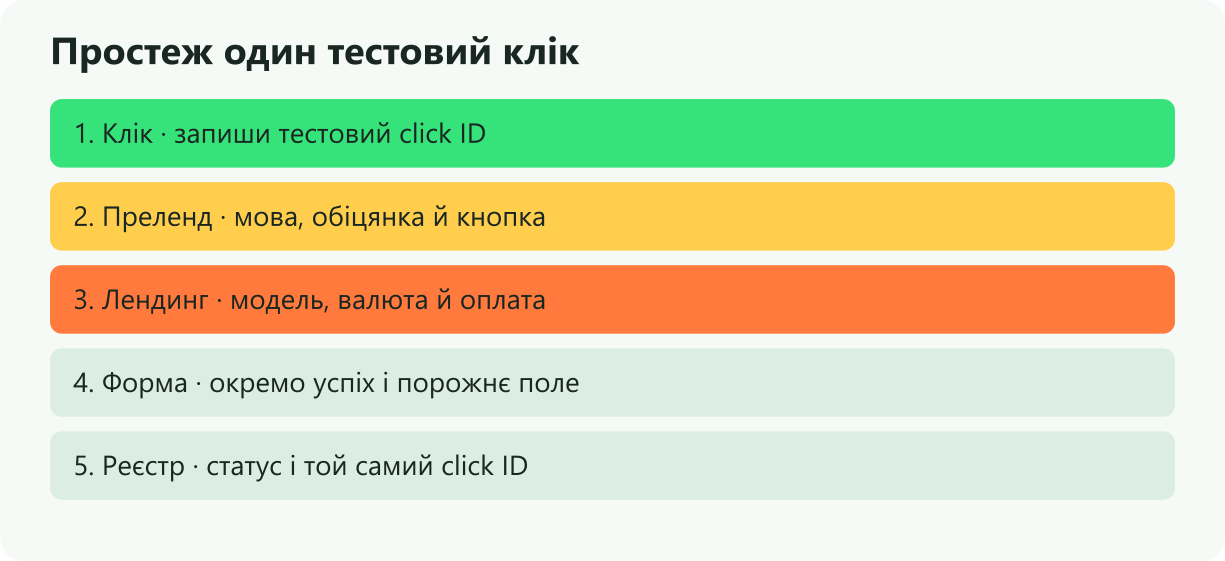 Простеж один тестовий клік
1. Клік · запиши тестовий click ID
2. Преленд · мова, обіцянка й кнопка
3. Лендинг · модель, валюта й оплата
4. Форма · окремо успіх і порожнє поле
5. Реєстр · статус і той самий click ID